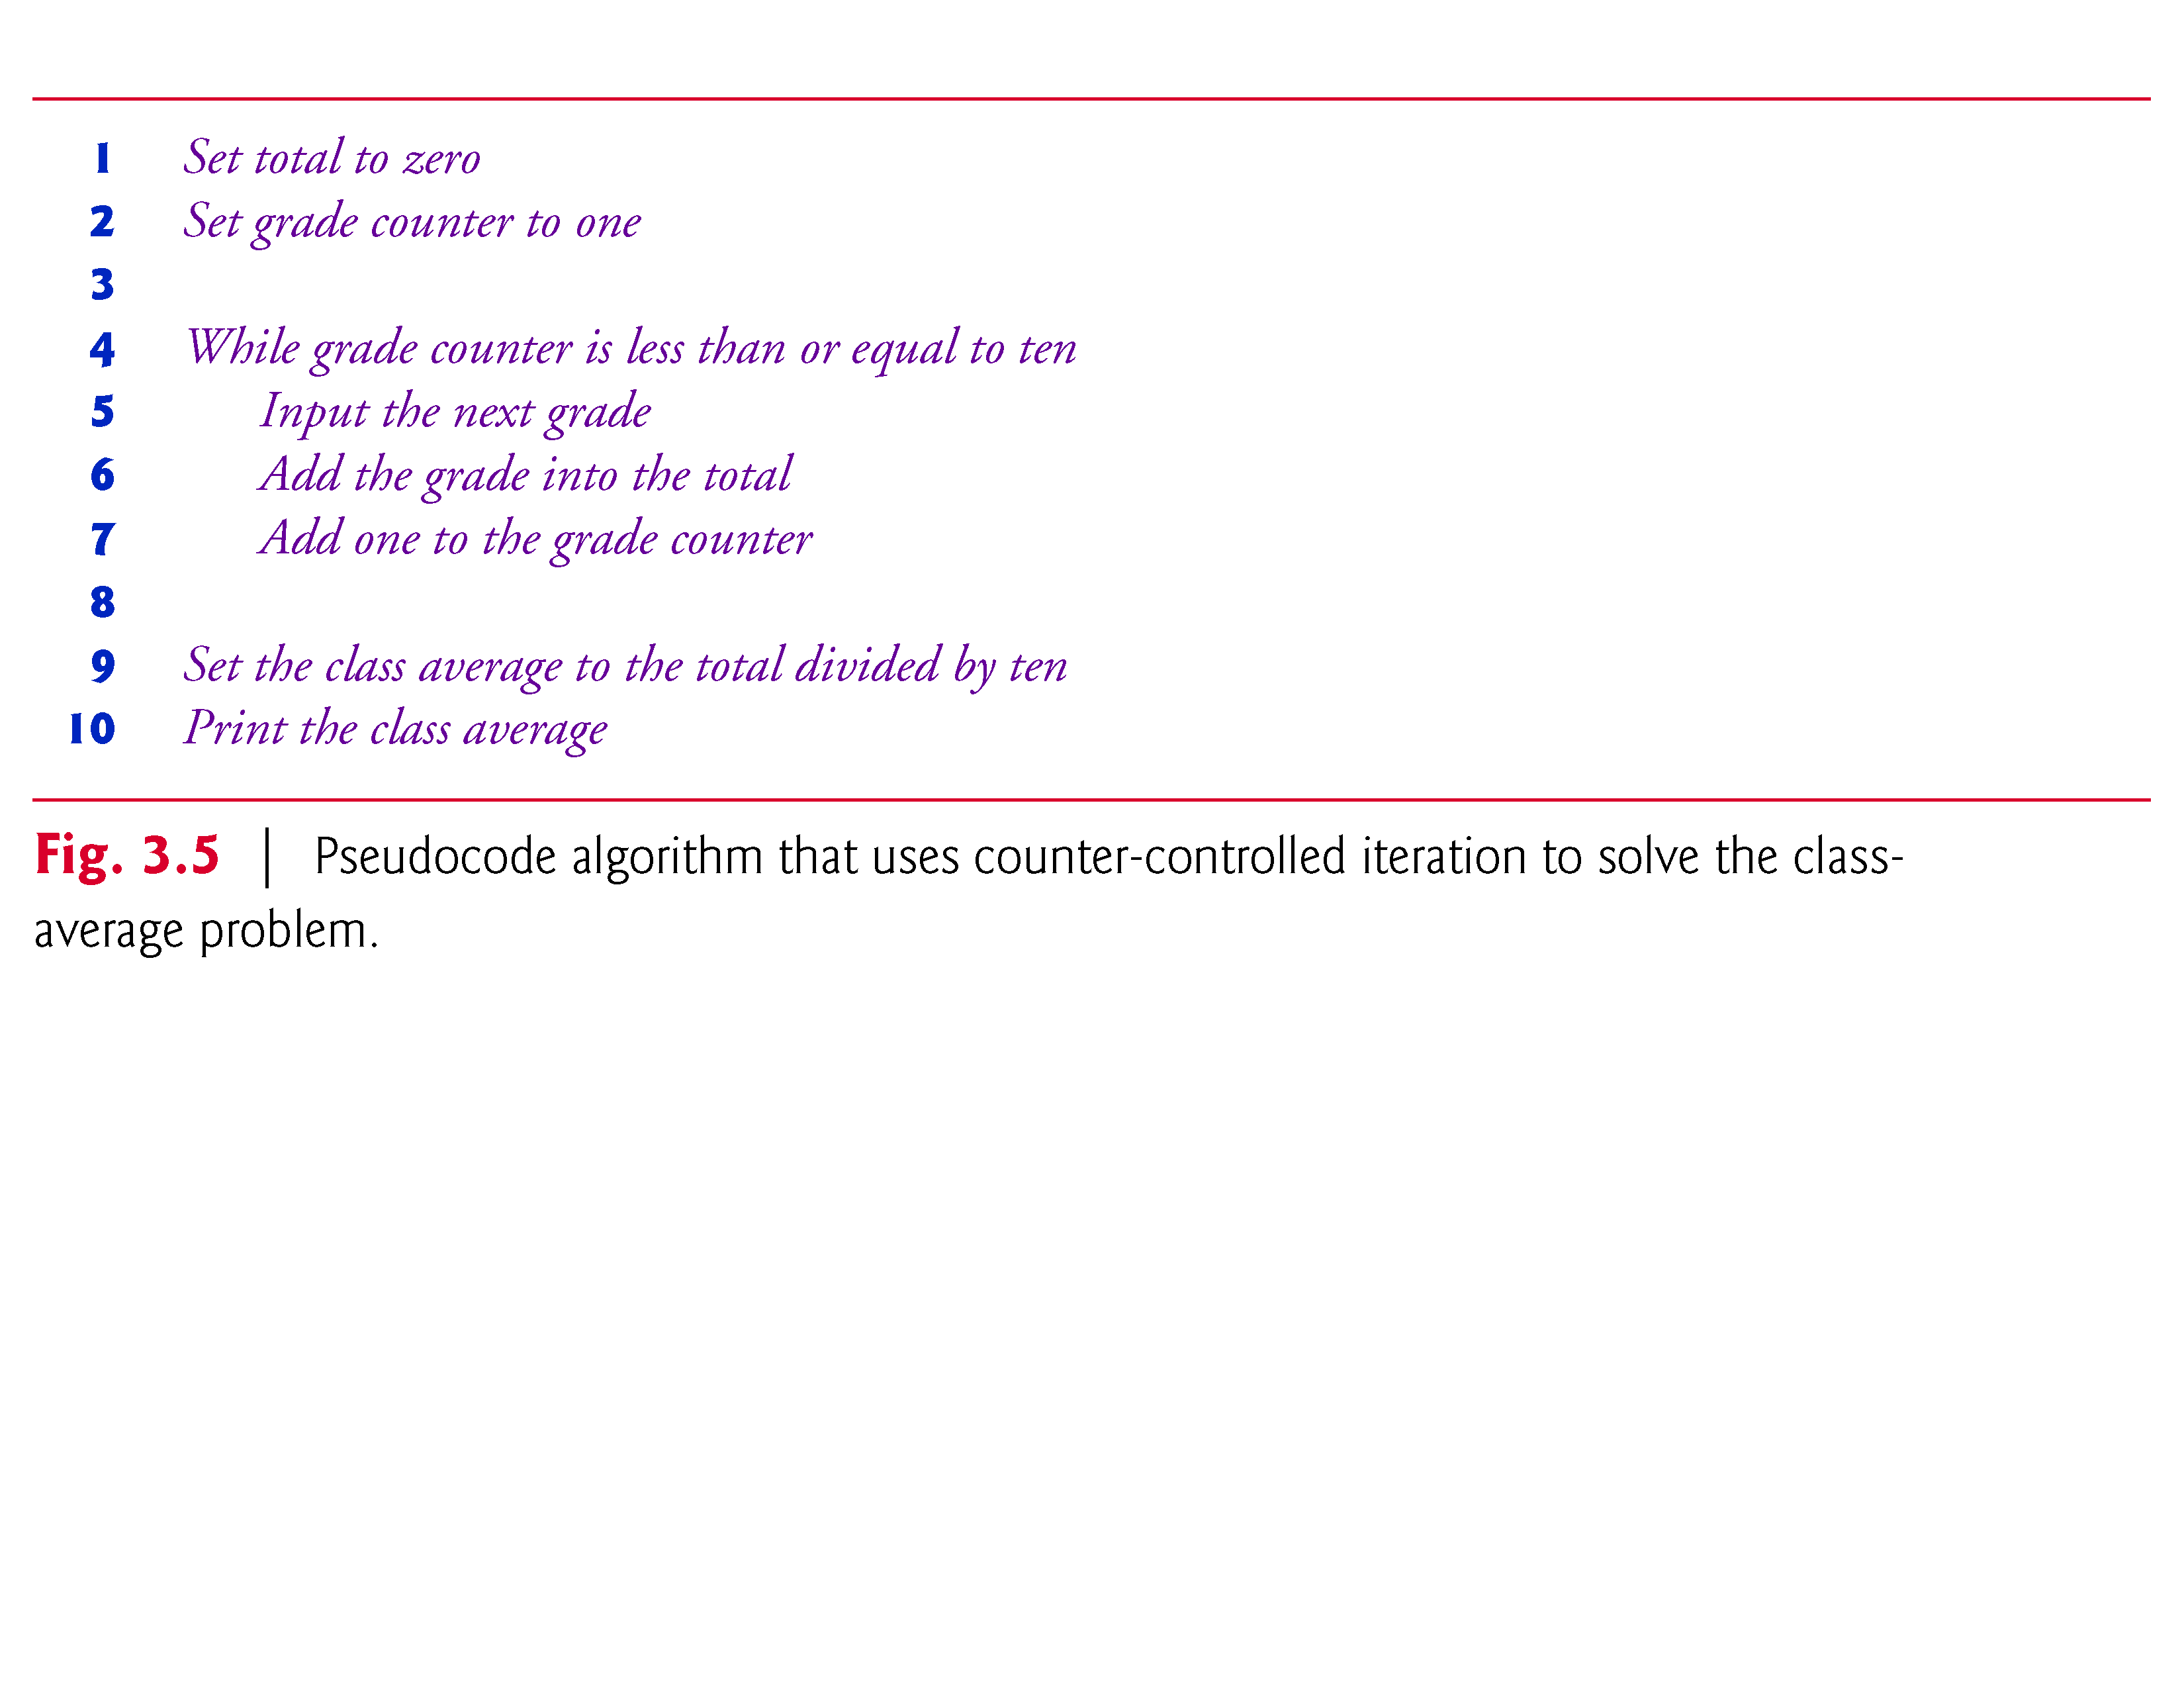 1 Set total to zero
2 Set grade counter to one
3
4 While grade counter is less than or equal to ten
5 Input the next grade
6 Add the grade into the total
7 Add one to the grade counter
8
9 Set the class average to the total divided by ten
10 Print the class average
Fig. 3.5 | Pseudocode algorithm that uses counter-controlled iteration to solve the class-
average problem.